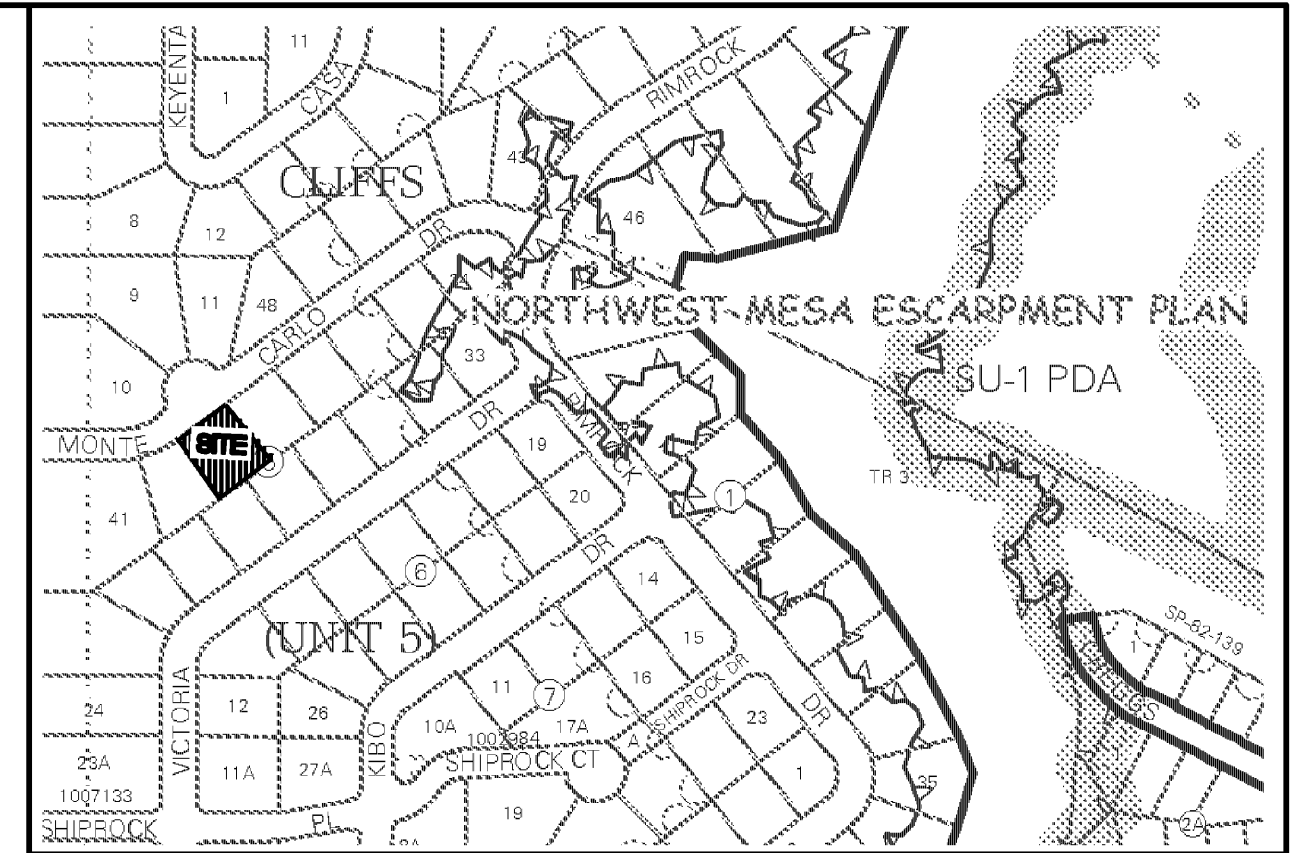 KEYENTA
11
1
CASA
RIMROCK
CLIFFS
43
8
12
DR
46
9
11
48
NORTHWEST MESA ESCARPMENT PLAN
CARLO
33
SU-1 PDA
10
DR
RIMROCK
MONTE
SITE
19
TR 3
20
1
41
DR
6
14
SP-82-139
(UNIT 5)
15
1
11
7
16
SHIPROCK DR
24
VICTORIA
12
26
10A
17A
A
23
DR
KIBO
1002984
23A
11A
27A
SHIPROCK CT
1
35
1007133
SHIPROCK
PL
19
2A